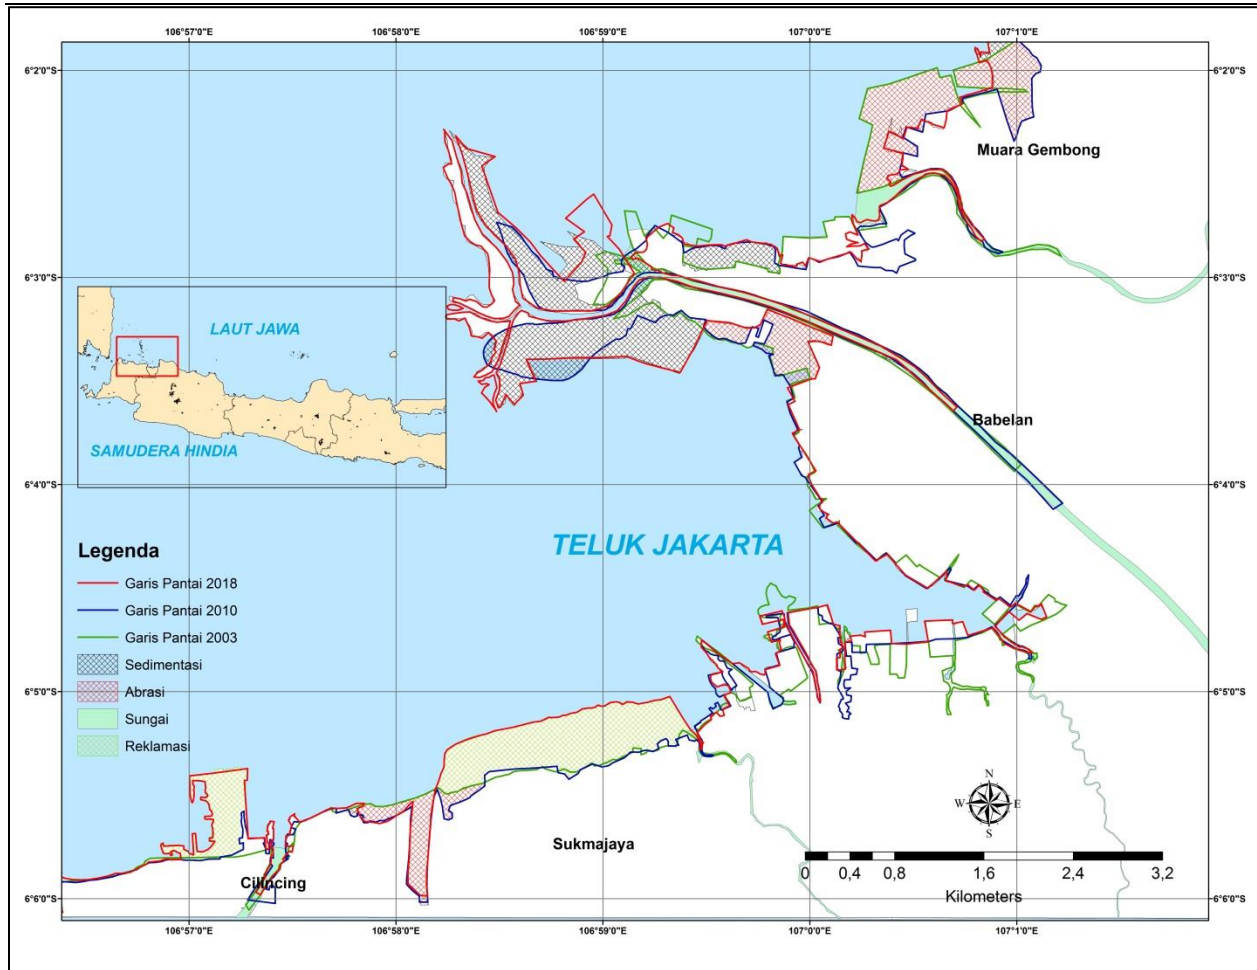 106°57'0"E 106°58'0"E 106°59'0"E 107°0'0"E 107°1'0"E
6°2'0"S 6°2'0"S
Muara Gembong
6°3'0"S 6°3'0"S
LAUT JAWA
SAMUDERA HINDIA
Babelan
6°4'0"S 6°4'0"S
TELUK JAKARTA
Legenda
Garis Pantai 2018
Garis Pantai 2010
Garis Pantai 2003
Sedimentasi
Abrasi
Sungai
Reklamasi
6°5'0"S 6°5'0"S
N
W E
S
Sukmajaya
0 0,4 0,8 1,6 2,4 3,2
Kilometers
Cilincing
6°6'0"S 6°6'0"S
106°57'0"E 106°58'0"E 106°59'0"E 107°0'0"E 107°1'0"E